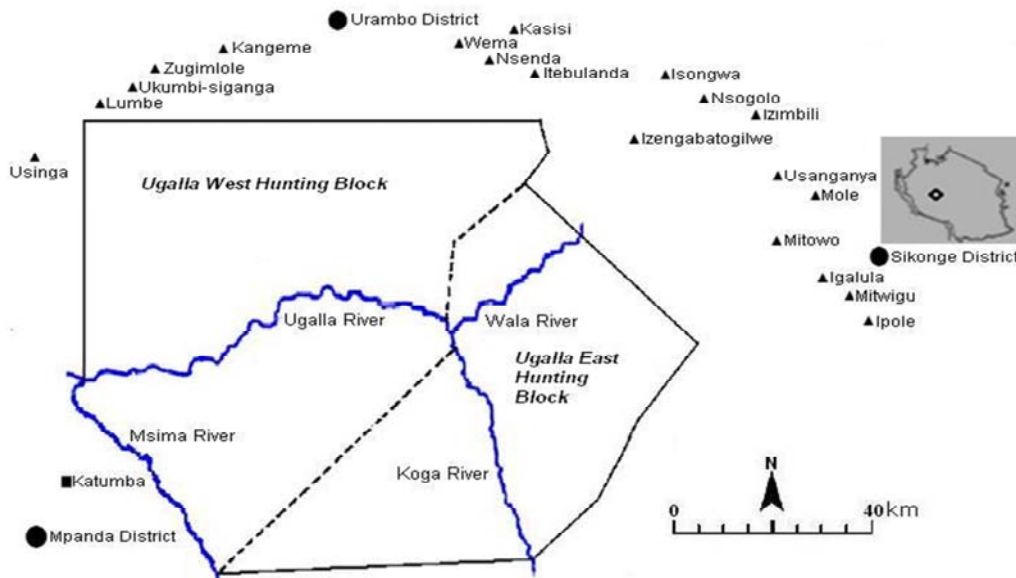 Urambo District
Kasisi
Wema
Kangeme
Nsenda
Zugimlole
Itebulanda
Isongwa
Ukumbi-siganga
Lumbe
Nsogolo
Izimbili
Izengabatogilwe
Usinga
Ugalla West Hunting Block
Usanganya
Mole
Mitowo
Sikonge District
Igalula
Mitwigu
Ugalla River
Wala River
Ipole
Ugalla East
Hunting
Block
Msima River
Koga River
Katumba
N
0 40 km
Mpanda District